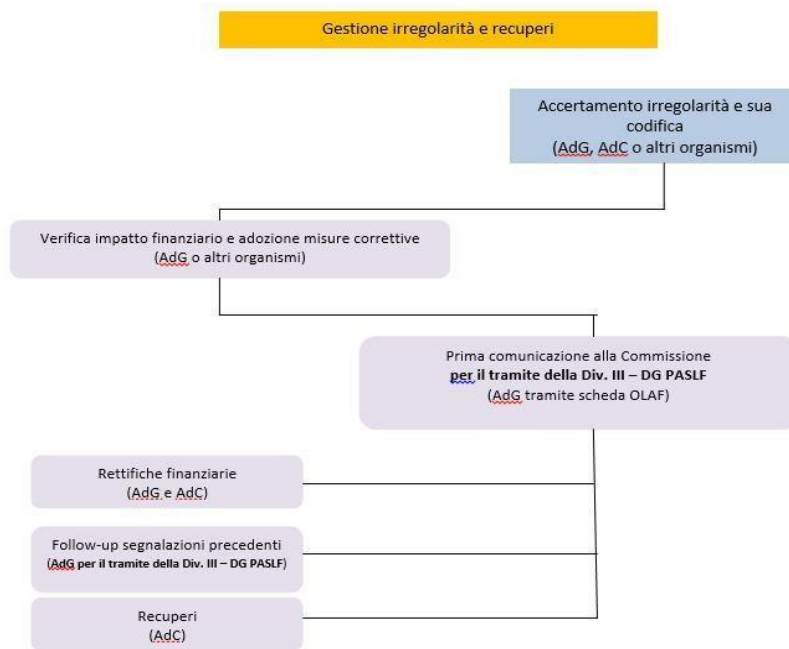 Gestione irregolarità e recuperi
Accertamento irregolarità e sua
codifica
(AdG, AdC o altri organismi)
Verifica impatto finanziario e adozione misure correttive
(AdG o altri organismi)
Prima comunicazione alla Commissione
per il tramite della Div. III – DG PASLF
(AdG tramite scheda OLAF)
Rettifiche finanziarie
(AdG e AdC)
Follow-up segnalazioni precedenti
(AdG per il tramite della Div. III – DG PASLF)
Recuperi
(AdC)